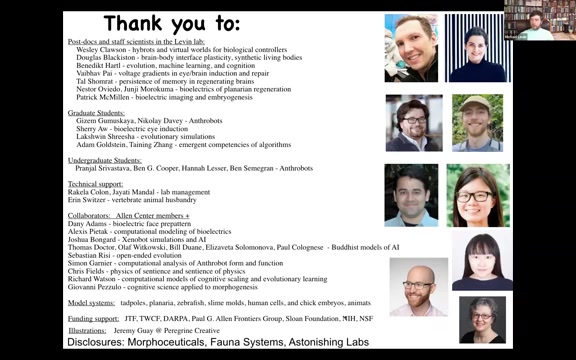 Thank you to:
Post-docs and staff scientists in the Levin lab:
Wesley Clawson - hybrots and virtual worlds for biological controllers
Douglas Blackiston - brain-body interface plasticity, synthetic living bodies
Benedikt Hartl - evolution, machine learning, and cognition
Vaibhav Pai - voltage gradients in eye/brain induction and repair
Tal Shomrat - persistence of memory in regenerating brains
Nestor Oviedo, Junji Morokuma - bioelectrics of planarian regeneration
Patrick McMillen - bioelectric imaging and embryogenesis
Graduate Students:
Gizem Gumuskaya, Nikolay Davey - Anthrobots
Sherry Aw - bioelectric eye induction
Lakshwin Shreesha - evolutionary simulations
Adam Goldstein, Taining Zhang - emergent competencies of algorithms
Undergraduate Students:
Pranjal Srivastava, Ben G. Cooper, Hannah Lesser, Ben Semegran - Anthrobots
Technical support:
Rakela Colon, Jayati Mandal - lab management
Erin Switzer - vertebrate animal husbandry
Collaborators: Allen Center members +
Dany Adams - bioelectric face prepattern
Alexis Pietak - computational modeling of bioelectrics
Joshua Bongard - Xenobot simulations and AI
Thomas Doctor, Olaf Witkowski, Bill Duane, Elizaveta Solomonova, Paul Colognese - Buddhist models of AI
Sebastian Risi - open-ended evolution
Simon Garnier - computational analysis of Anthrobot form and function
Chris Fields - physics of sentience and sentience of physics
Richard Watson - computational models of cognitive scaling and evolutionary learning
Giovanni Pezzulo - cognitive science applied to morphogenesis
Model systems: tadpoles, planaria, zebrafish, slime molds, human cells, and chick embryos, animats
Funding support: JTF, TWCF, DARPA, Paul G. Allen Frontiers Group, Sloan Foundation, NIH, NSF
Illustrations: Jeremy Guay @ Peregrine Creative
Disclosures: Morphoceuticals, Fauna Systems, Astonishing Labs